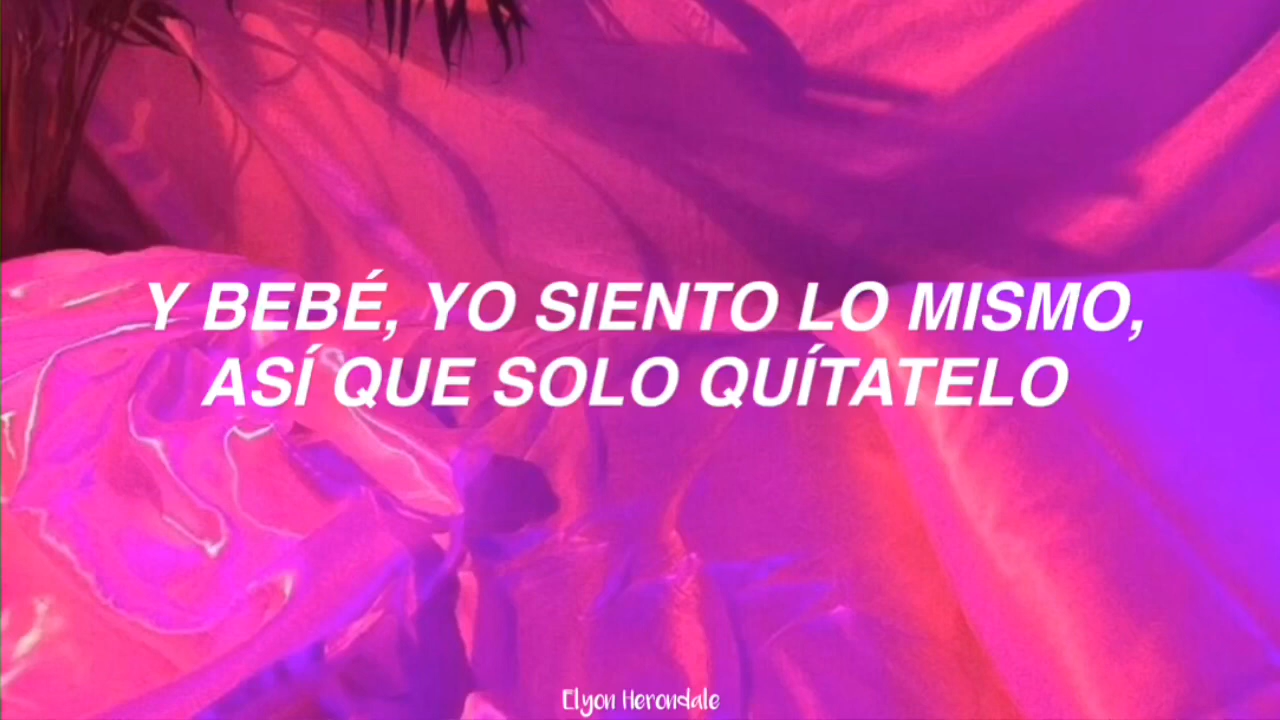 Y BEBÉ, YO SIENTO LO MISMO,
ASÍ QUE SOLO QUÍTATELO
Elyon Herondale